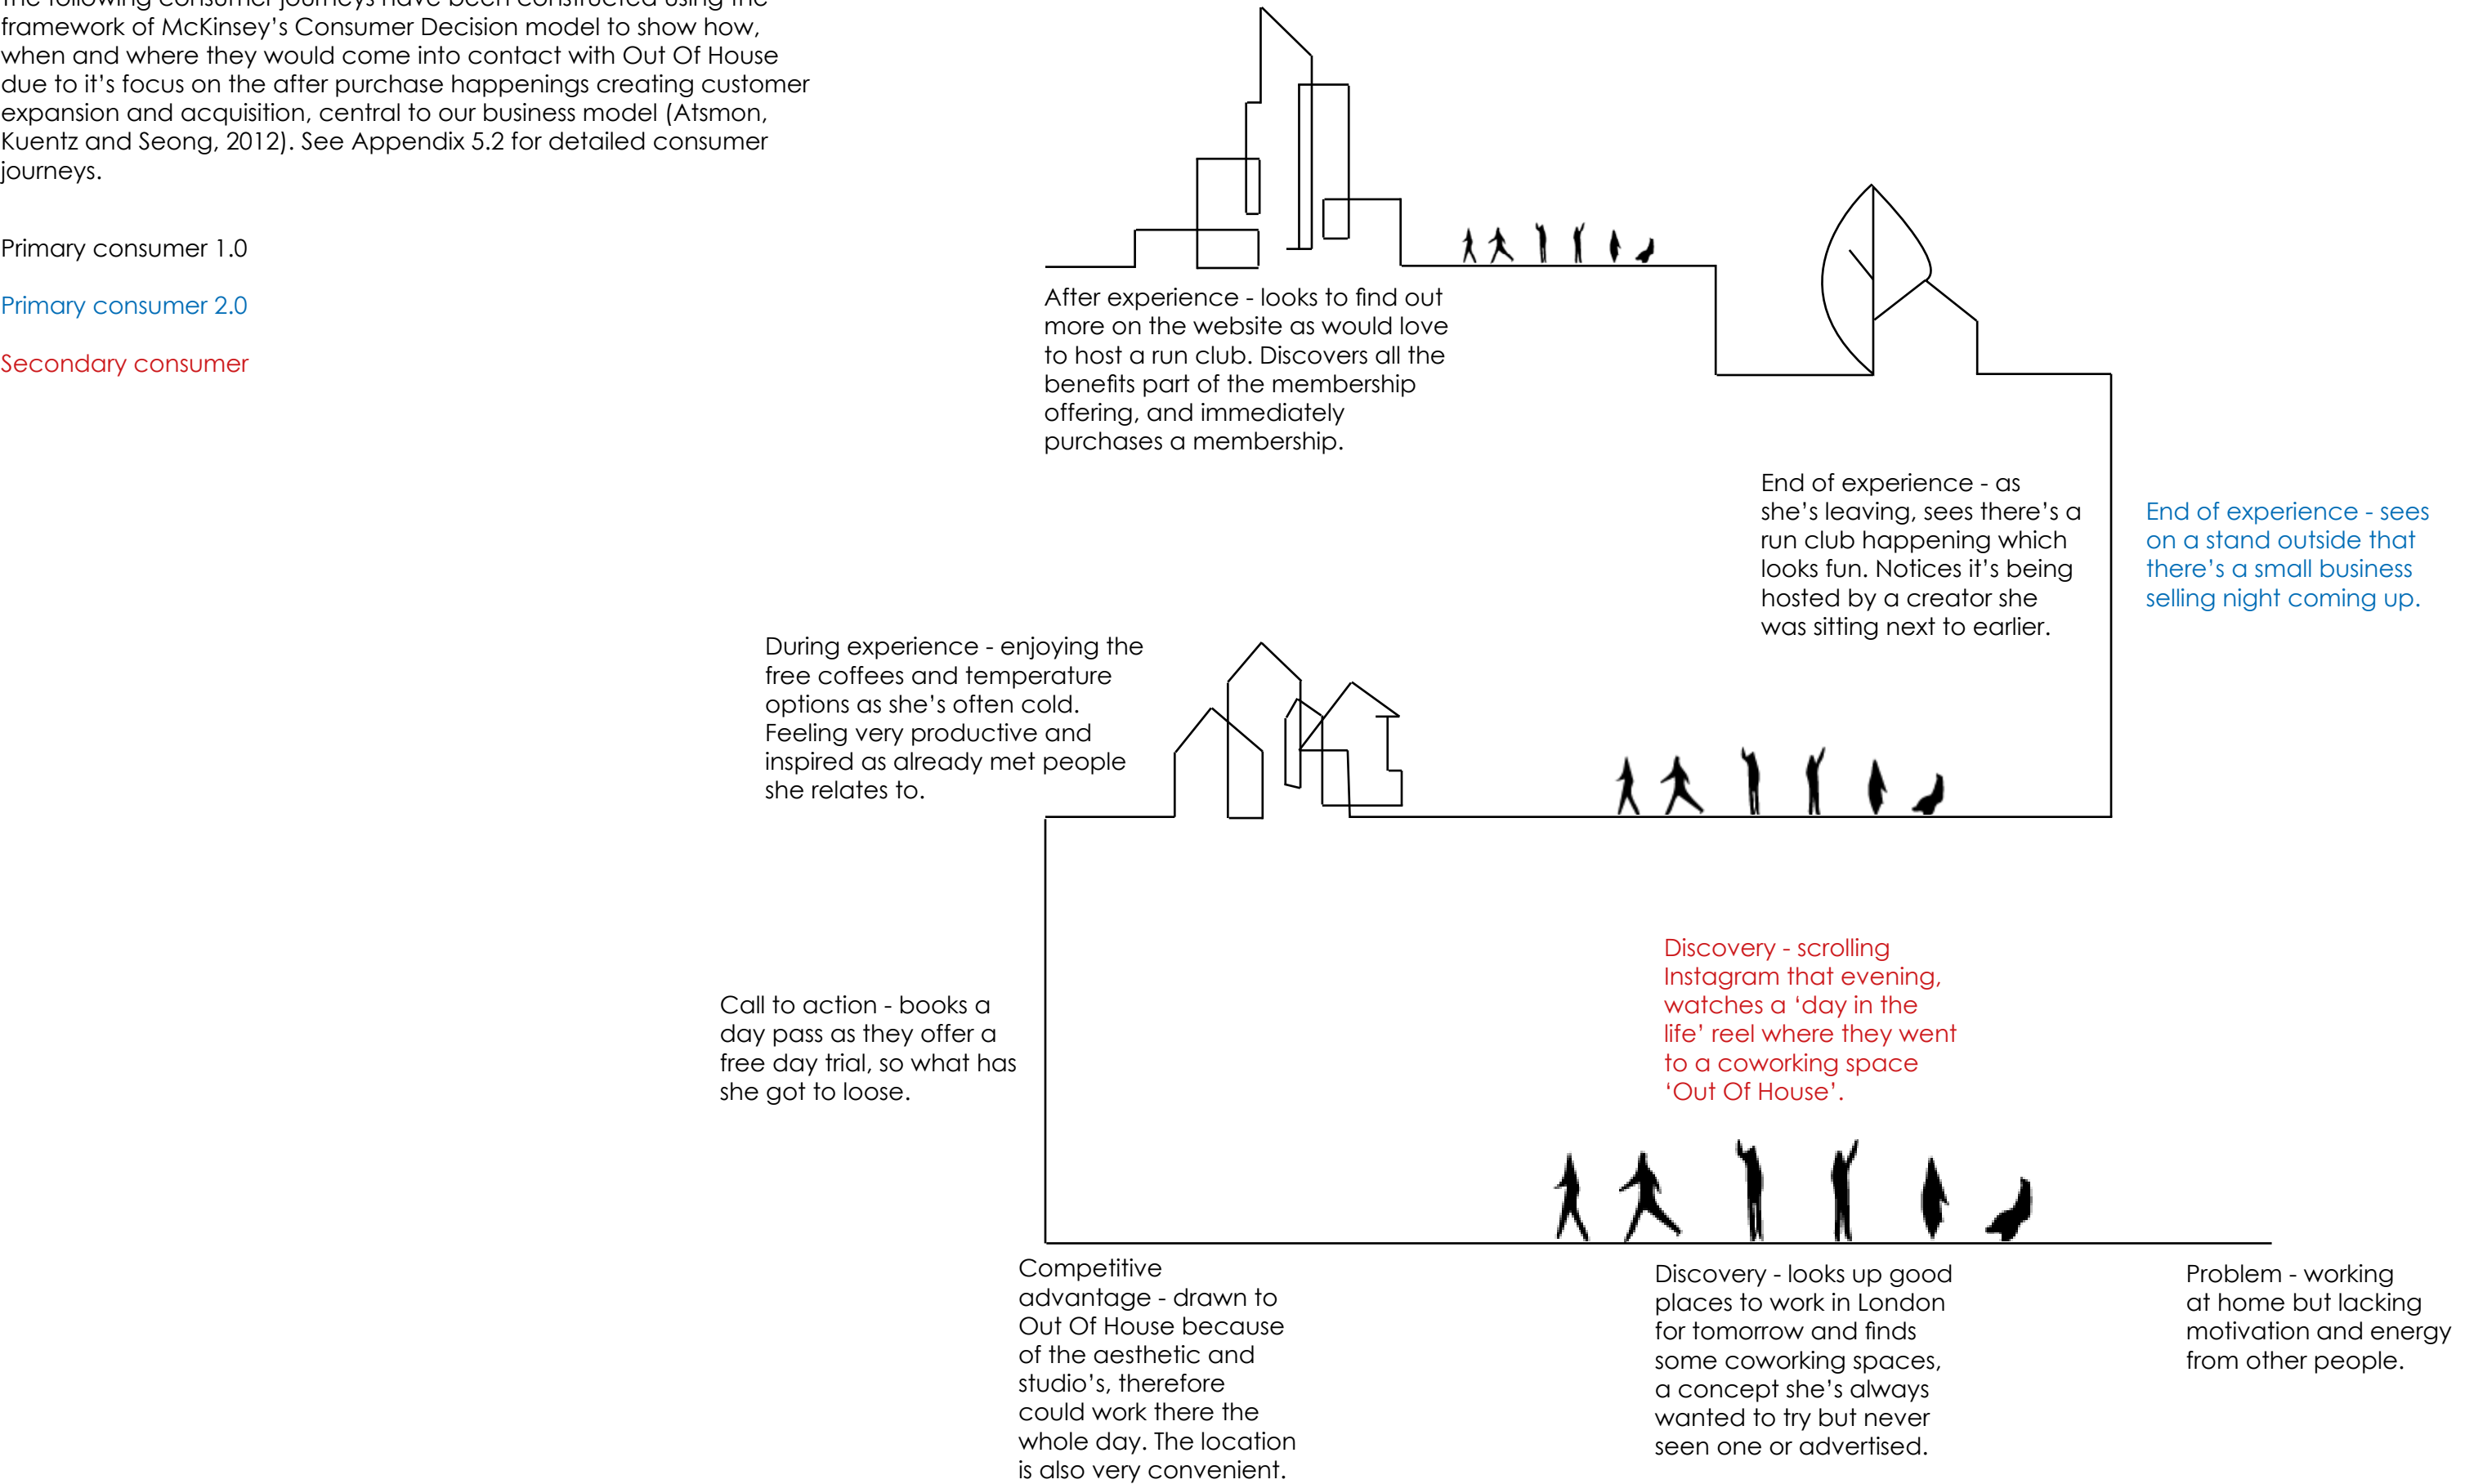 The following consumer journeys have been constructed using the
framework of McKinsey's Consumer Decision model to show how,
when and where they would come into contact with Out Of House
due to it's focus on the after purchase happenings creating customer
expansion and acquisition, central to our business model (Atsmon,
Kuentz and Seong, 2012). See Appendix 5.2 for detailed consumer
journeys.
Primary consumer 1.0
Primary consumer 2.0
Secondary consumer
After experience - looks to find out
more on the website as would love
to host a run club. Discovers all the
benefits part of the membership
offering, and immediately
purchases a membership.
End of experience - as
she's leaving, sees there's a
run club happening which
looks fun. Notices it's being
hosted by a creator she
was sitting next to earlier.
End of experience - sees
on a stand outside that
there's a small business
selling night coming up.
During experience - enjoying the
free coffees and temperature
options as she's often cold.
Feeling very productive and
inspired as already met people
she relates to.
Discovery - scrolling
Instagram that evening,
watches a ‘day in the
life’ reel where they went
to a coworking space
‘Out Of House’.
Call to action - books a
day pass as they offer a
free day trial, so what has
she got to loose.
Competitive
advantage - drawn to
Out Of House because
of the aesthetic and
studio's, therefore
could work there the
whole day. The location
is also very convenient.
Discovery - looks up good
places to work in London
for tomorrow and finds
some coworking spaces,
a concept she's always
wanted to try but never
seen one or advertised.
Problem - working
at home but lacking
motivation and energy
from other people.